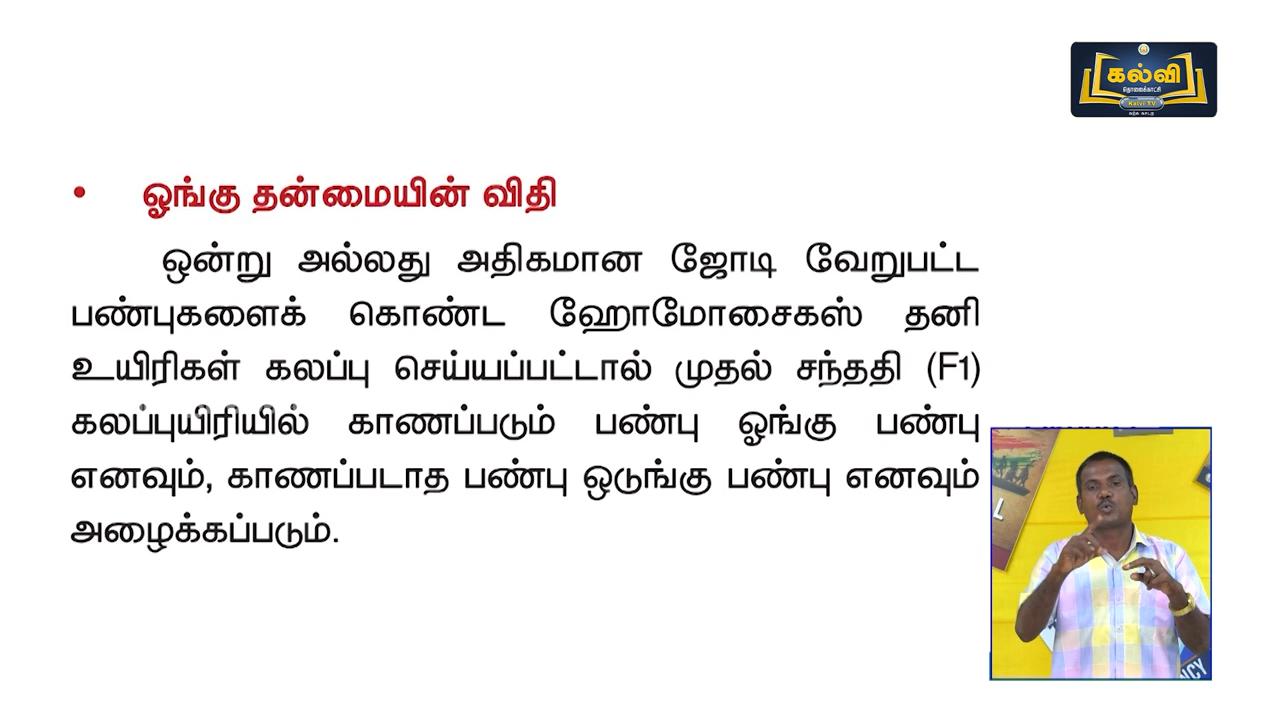 கல்வி
தொலைக்காட்சி
Kalvi TV
• ஓங்கு தன்மையின் விதி
ஒன்று அல்லது அதிகமான ஜோடி வேறுபட்ட
பண்புகளைக் கொண்ட ஹோமோசைகஸ் தனி
உயிரிகள் கலப்பு செய்யப்பட்டால் முதல் சந்ததி (F1)
கலப்புயிரியில் காணப்படும் பண்பு ஓங்கு பண்பு
எனவும், காணப்படாத பண்பு ஒடுங்கு பண்பு எனவும்
அழைக்கப்படும்.